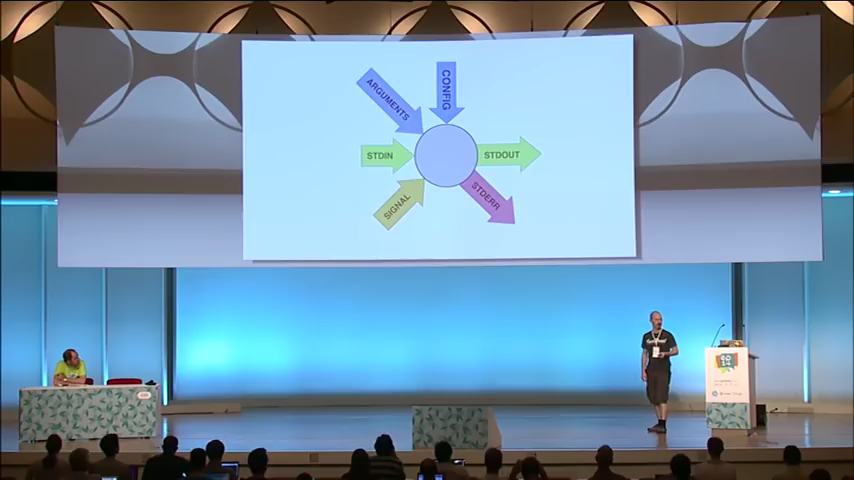 ARGUMENTS
CONFIG
STDIN
STDOUT
SIGNAL
STDERR